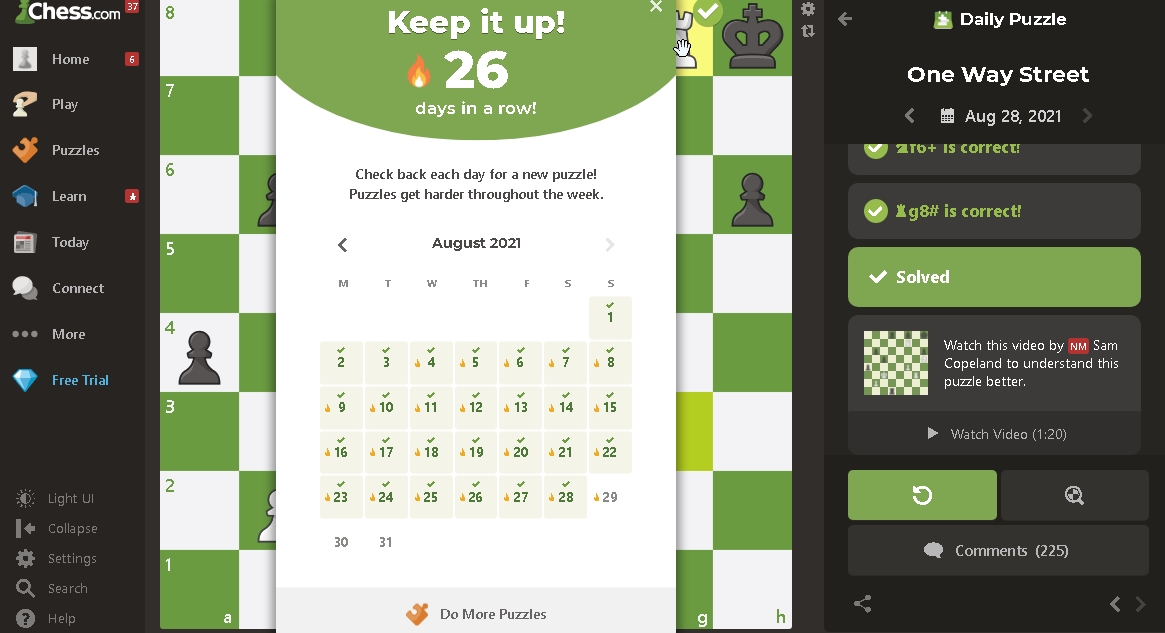 Chess.com
37
Home
6
Play
Puzzles
Learn
Today
Connect
More
Free Trial
Light UI
Collapse
Settings
Search
Help
8
7
6
5
4
3
2
1
a
g
h
Keep it up!
26
days in a row!
Check back each day for a new puzzle!
Puzzles get harder throughout the week.
August 2021
M T W TH F S S
1
2 3 4 5 6 7 8
9 10 11 12 13 14 15
16 17 18 19 20 21 22
23 24 25 26 27 28 29
30 31
Do More Puzzles
Daily Puzzle
One Way Street
Aug 28, 2021
♞f6+ is correct!
♜g8# is correct!
Solved
Watch this video by NM Sam
Copeland to understand this
puzzle better.
Watch Video (1:20)
Comments (225)